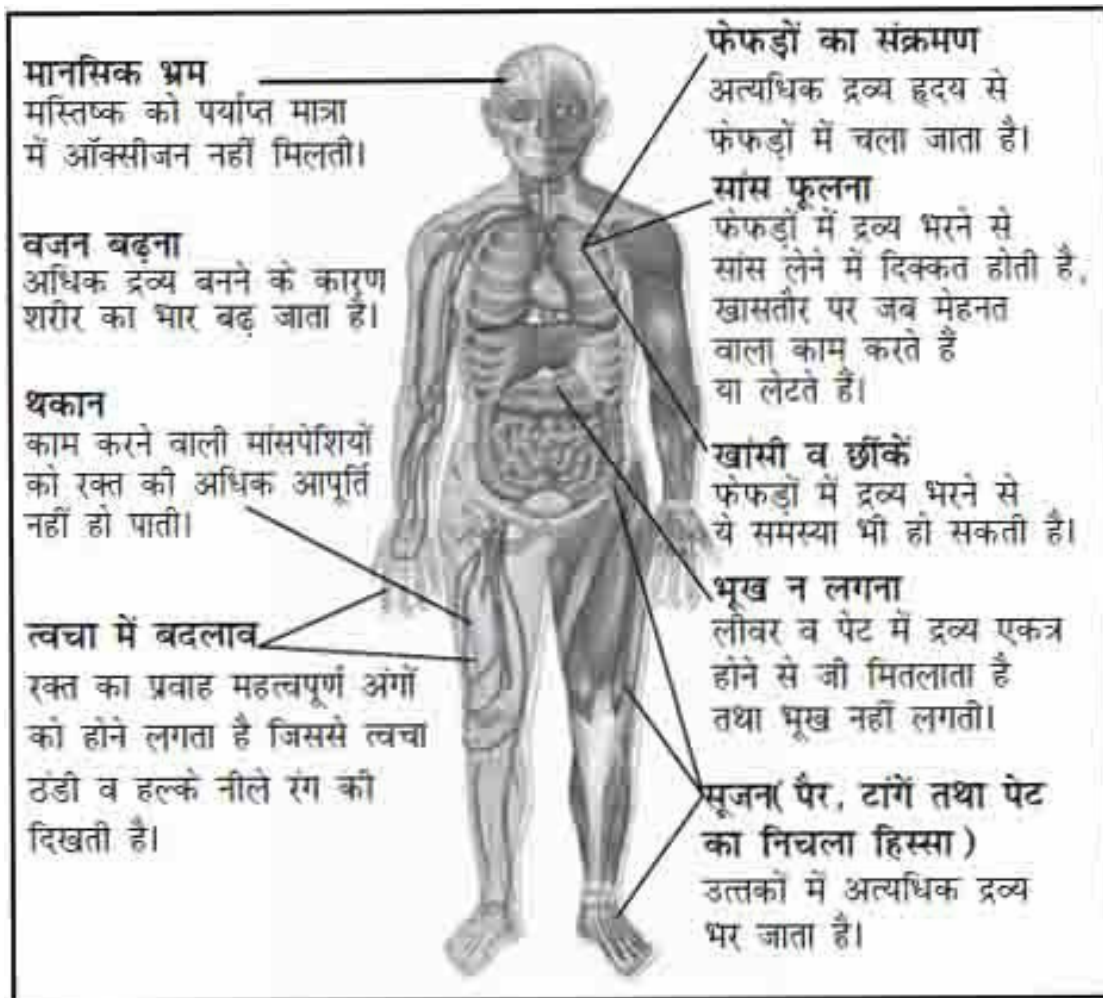 मानसिक भ्रम
मस्तिष्क को पर्याप्त मात्रा
में ऑक्सीजन नहीं मिलती।
वजन बढ़ना
अधिक द्रव्य बनने के कारण
शरीर का भार बढ़ जाता है।
थकान
काम करने वाली मांसपेशियों
को रक्त की अधिक आपूर्ति
नहीं हो पाती।
त्वचा में बदलाव
रक्त का प्रवाह महत्वपूर्ण अंगों
को होने लगता है जिससे त्वचा
ठंडी व हल्के नीले रंग की
दिखती है।
फेफड़ों का संक्रमण
अत्यधिक द्रव्य हृदय से
फेफड़ों में चला जाता है।
सांस फूलना
फेफड़ों में द्रव्य भरने से
सांस लेने में दिक्कत होती है,
खासतौर पर जब मेहनत
वाला काम करते हैं
या लेटते हैं।
खांसी व छींकें
फेफड़ों में द्रव्य भरने से
ये समस्या भी हो सकती है।
भूख न लगना
लीवर व पेट में द्रव्य एकत्र
होने से जी मितलाता है
तथा भूख नहीं लगती।
सूजन( पैर, टांगें तथा पेट
का निचला हिस्सा )
उत्तकों में अत्यधिक द्रव्य
भर जाता है।